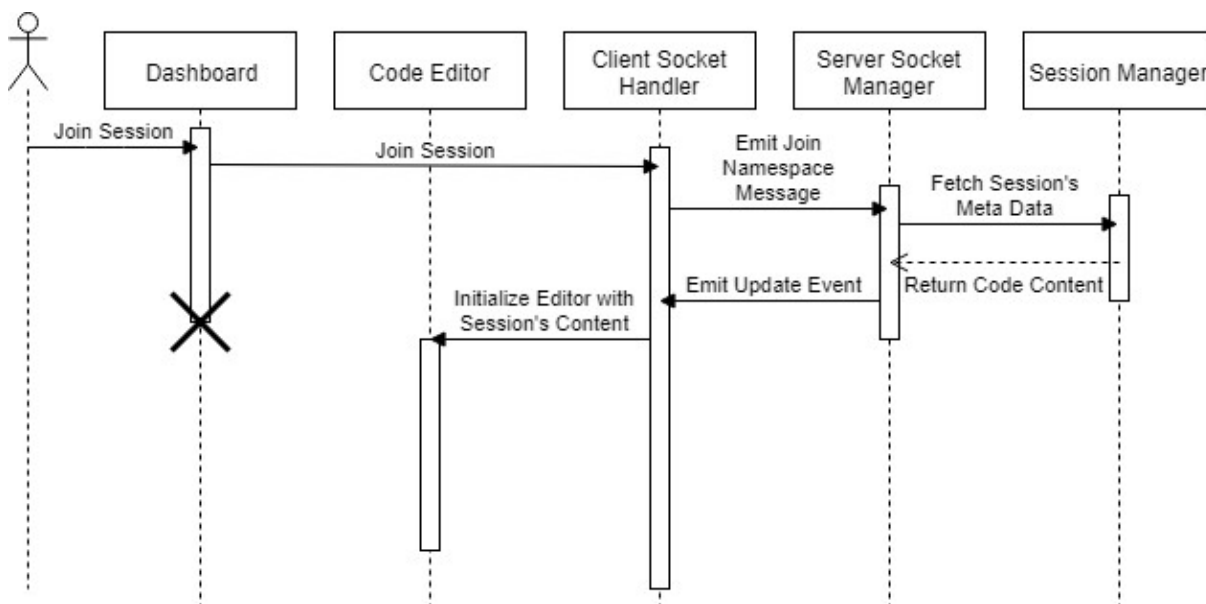 Dashboard
Code Editor
Client Socket
Handler
Server Socket
Manager
Session Manager
Join Session
Join Session
Emit Join
Namespace
Message
Fetch Session's
Meta Data
Return Code Content
Emit Update Event
Initialize Editor with
Session's Content